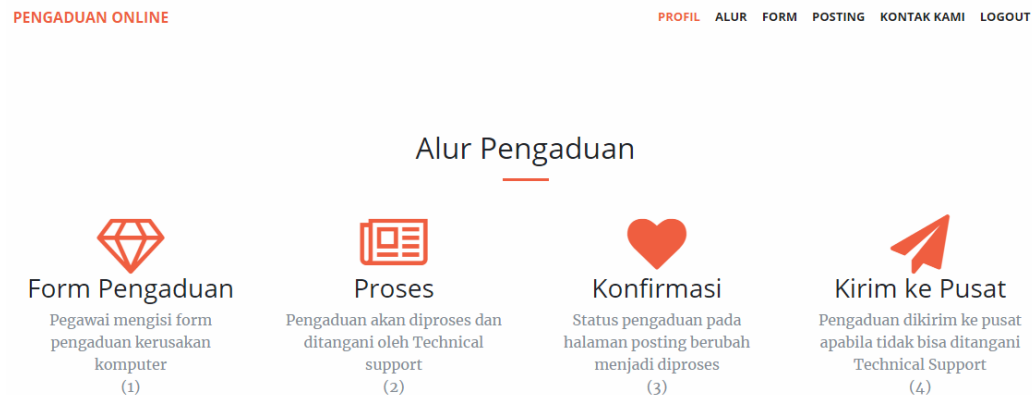 PENGADUAN ONLINE
PROFIL ALUR FORM POSTING KONTAK KAMI LOGOUT
Alur Pengaduan
Form Pengaduan
Pegawai mengisi form
pengaduan kerusakan
komputer
(1)
Proses
Pengaduan akan diproses dan
ditangani oleh Technical
support
(2)
Konfirmasi
Status pengaduan pada
halaman posting berubah
menjadi diproses
(3)
Kirim ke Pusat
Pengaduan dikirim ke pusat
apabila tidak bisa ditangani
Technical Support
(4)